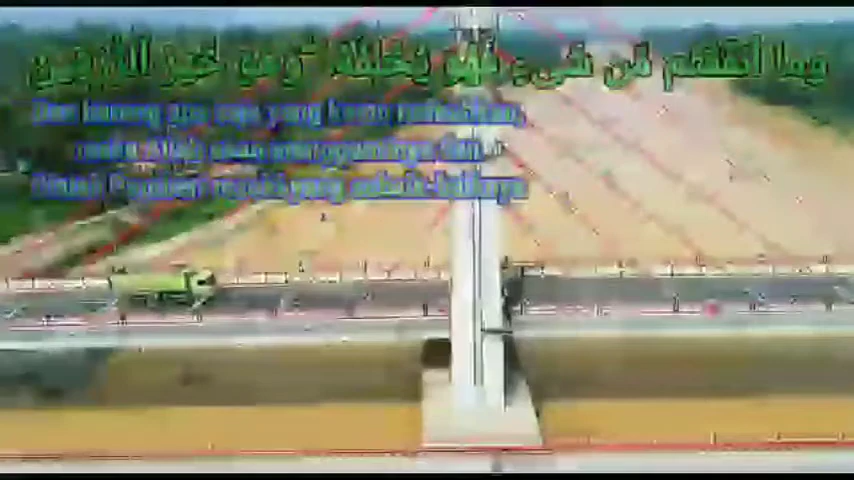 وما أنفقتم من شيء فهو يخلفه وهو خير الرازقين
Dan barang apa saja yang kamu nafkahkan,
maka Allah akan menggantinya dan
Dialah Pemberi rezeki yang sebaik-baiknya